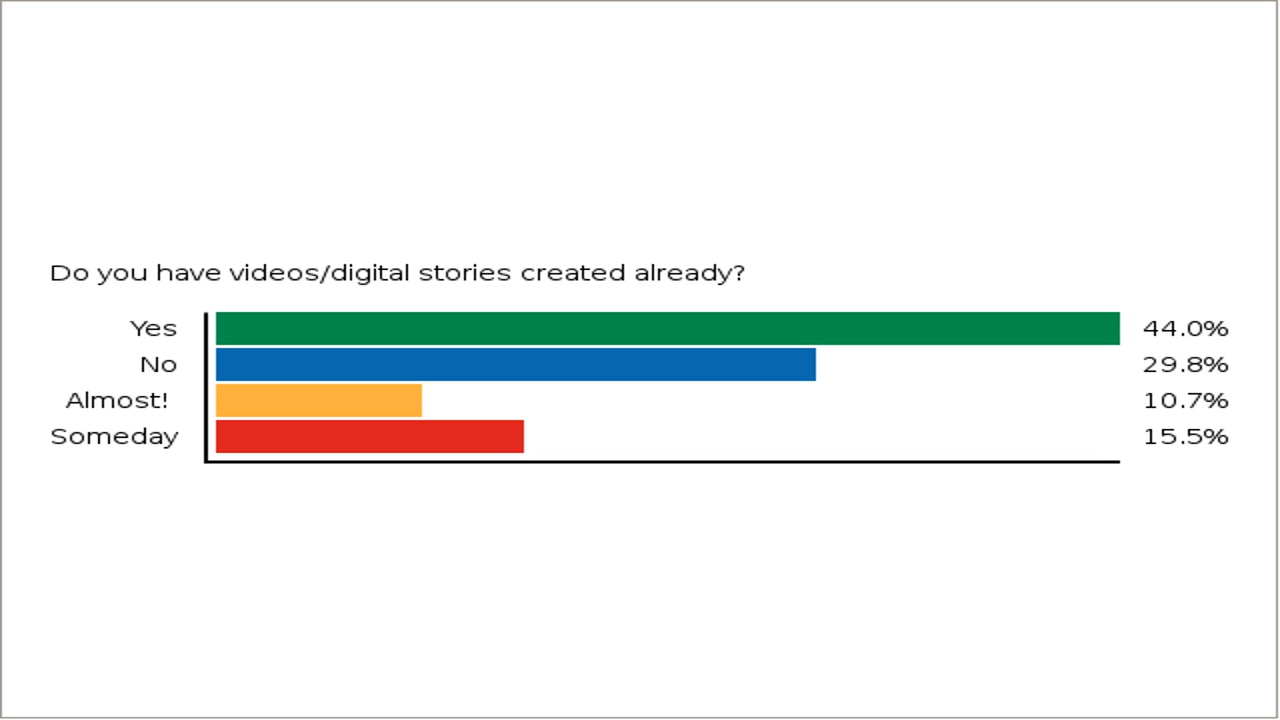 Do you have videos/digital stories created already?
Yes 44.0%
No 29.8%
Almost! 10.7%
Someday 15.5%